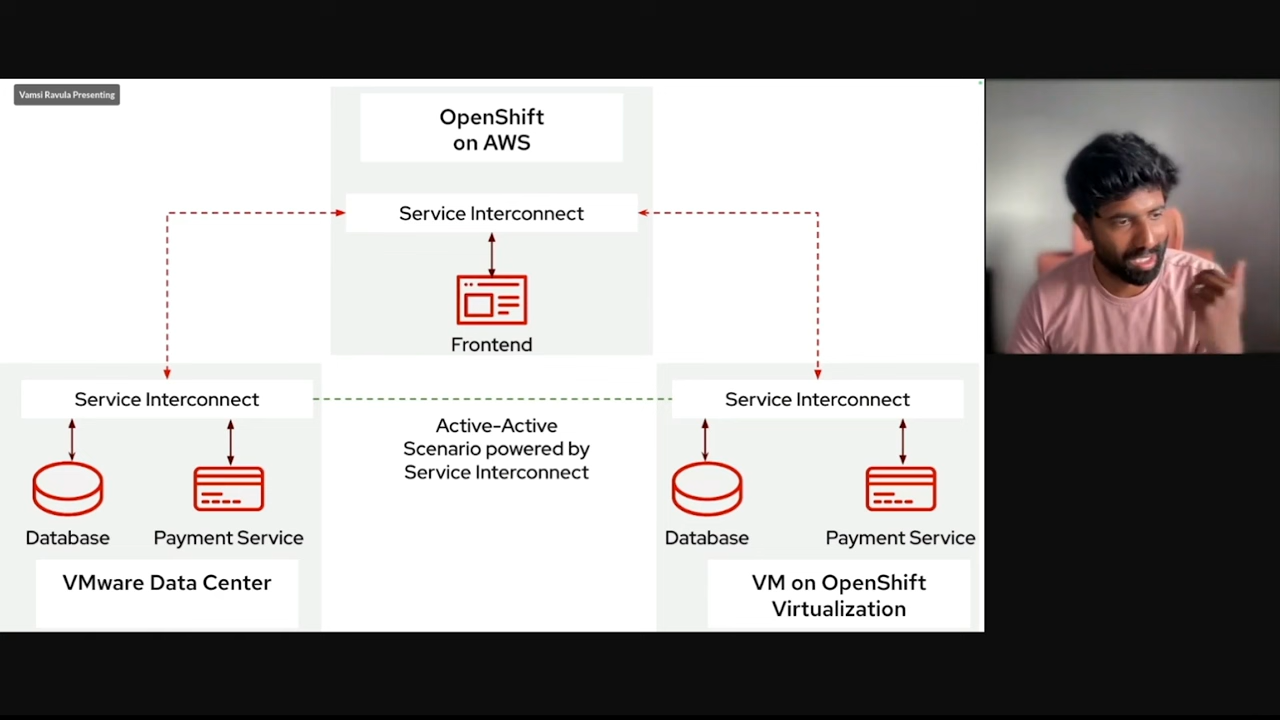 Vamsi Ravula Presenting
OpenShift
on AWS
Service Interconnect
Frontend
Service Interconnect
Service Interconnect
Active-Active
Scenario powered by
Service Interconnect
Database
Payment Service
Database
Payment Service
VMware Data Center
VM on OpenShift
Virtualization